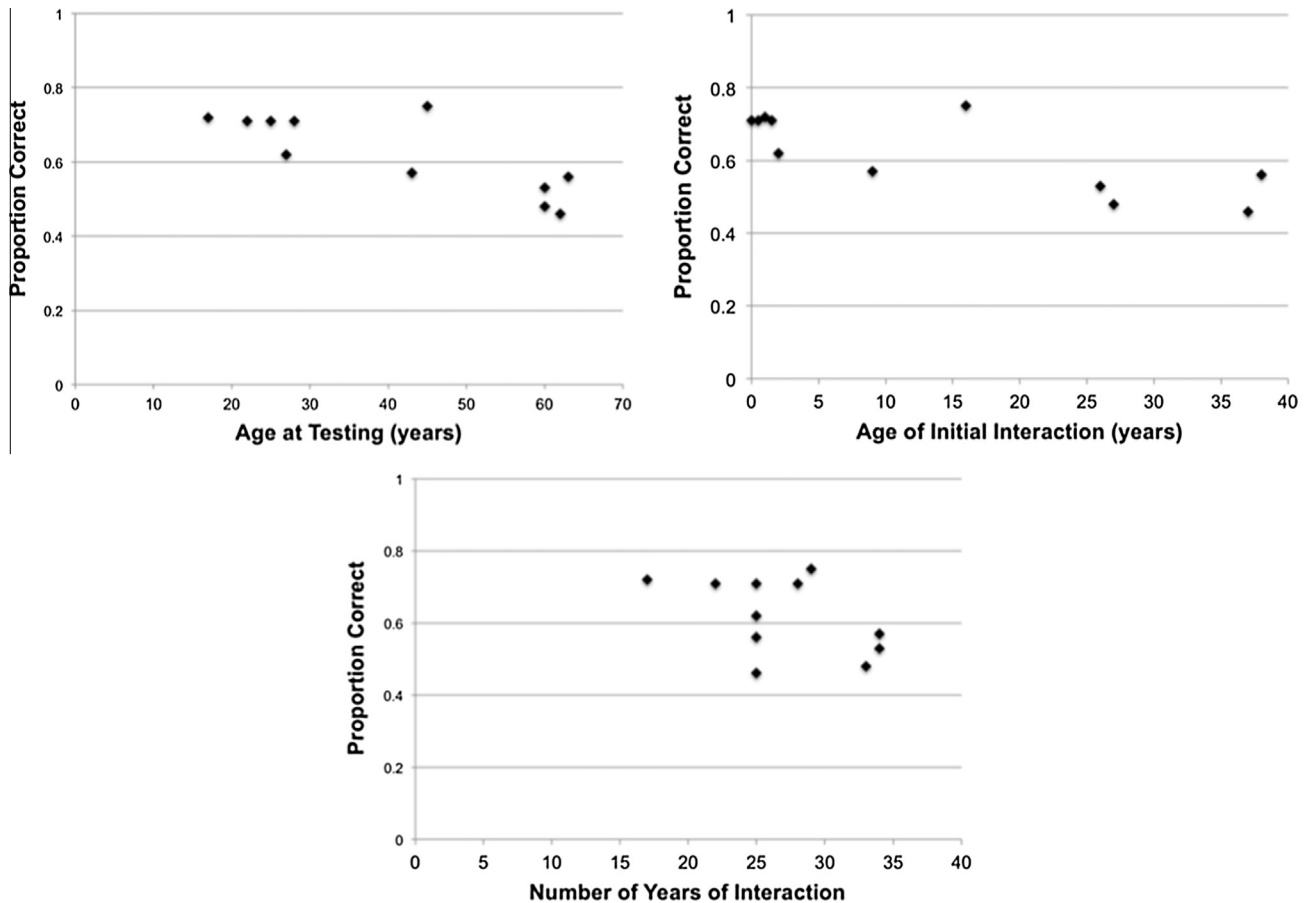 Proportion Correct
1
0.8
0.6
0.4
0.2
0
0 10 20 30 40 50 60 70
Age at Testing (years)
Proportion Correct
1
0.8
0.6
0.4
0.2
0
0 5 10 15 20 25 30 35 40
Age of Initial Interaction (years)
Proportion Correct
1
0.8
0.6
0.4
0.2
0
0 5 10 15 20 25 30 35 40
Number of Years of Interaction